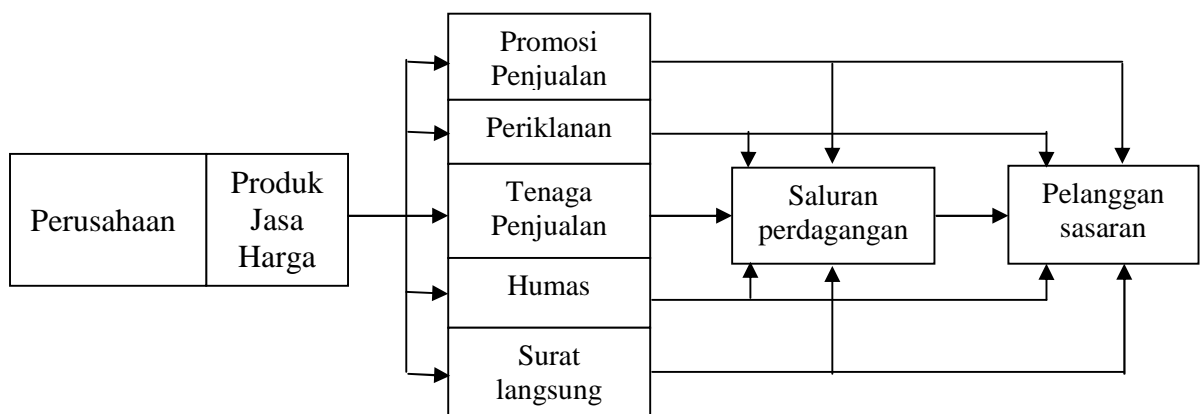 Perusahaan
Produk
Jasa
Harga
Promosi
Penjualan
Periklanan
Tenaga
Penjualan
Humas
Surat
langsung
Saluran
perdagangan
Pelanggan
sasaran